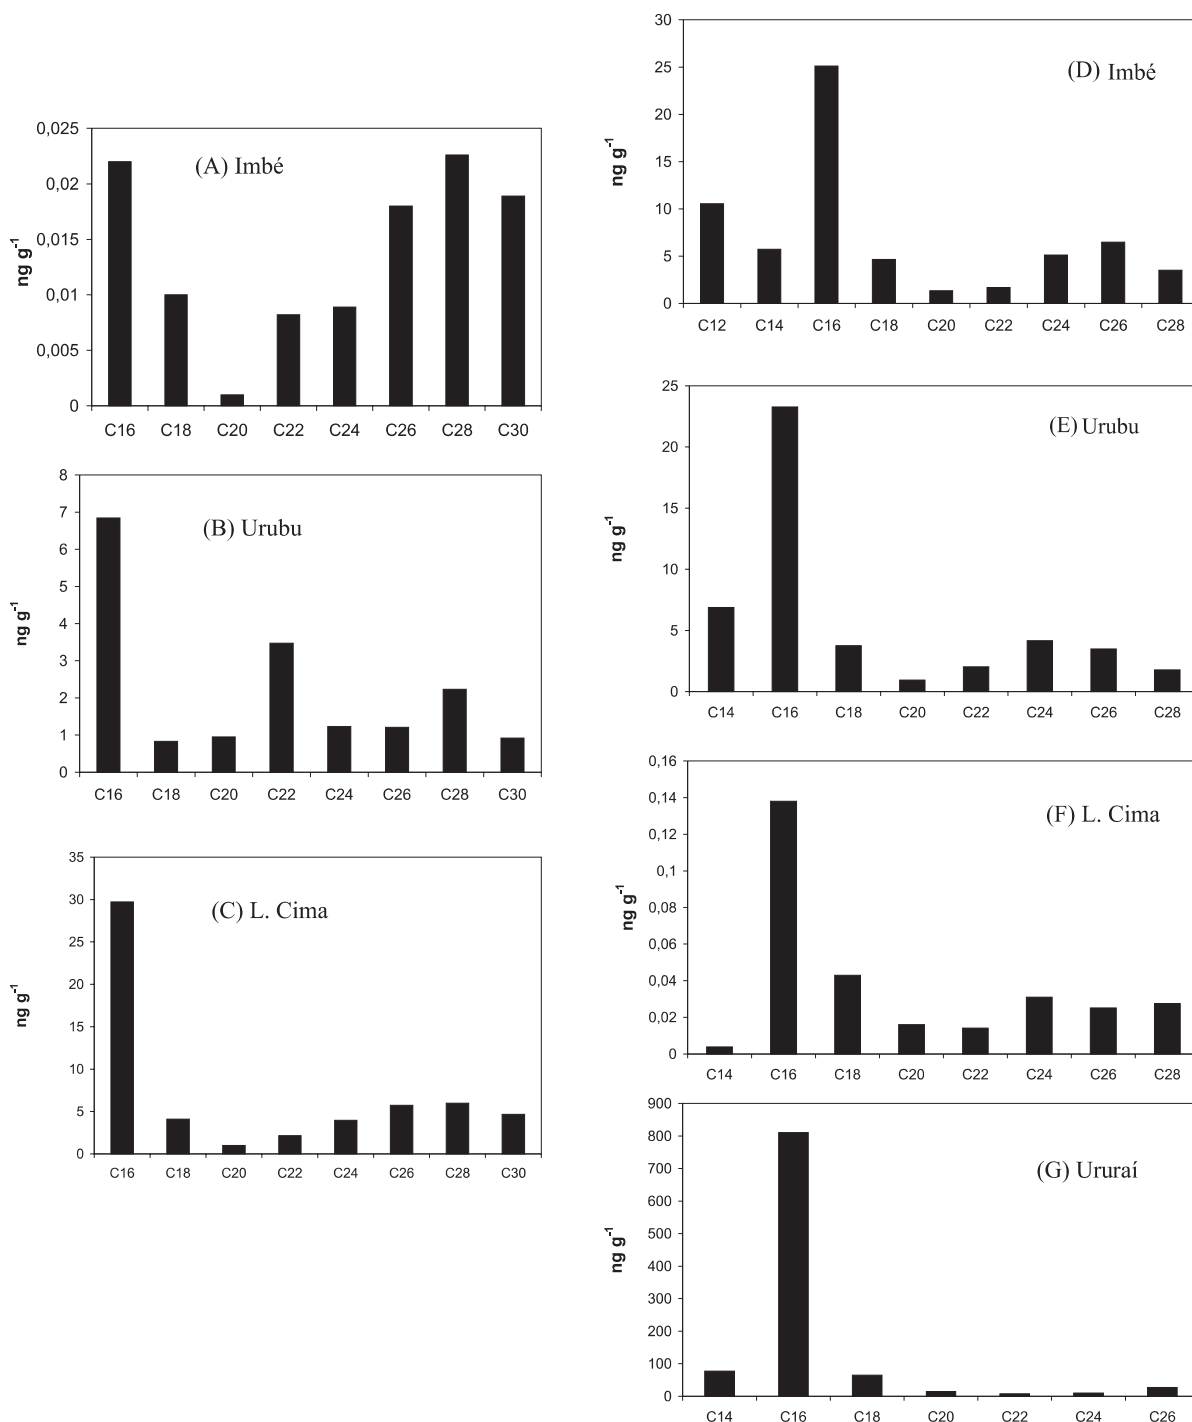 0,025
0,02
0,015
0,01
0,005
0
ng g-1
(A) Imbé
C16 C18 C20 C22 C24 C26 C28 C30
8
7
6
5
4
3
2
1
0
ng g-1
(B) Urubu
C16 C18 C20 C22 C24 C26 C28 C30
35
30
25
20
15
10
5
0
ng g-1
(C) L. Cima
C16 C18 C20 C22 C24 C26 C28 C30
30
25
20
15
10
5
0
ng g-1
(D) Imbé
C12 C14 C16 C18 C20 C22 C24 C26 C28
25
20
15
10
5
0
ng g-1
(E) Urubu
C14 C16 C18 C20 C22 C24 C26 C28
0,16
0,14
0,12
0,1
0,08
0,06
0,04
0,02
0
ng g-1
(F) L. Cima
C14 C16 C18 C20 C22 C24 C26 C28
900
800
700
600
500
400
300
200
100
0
ng g-1
(G) Ururaí
C14 C16 C18 C20 C22 C24 C26